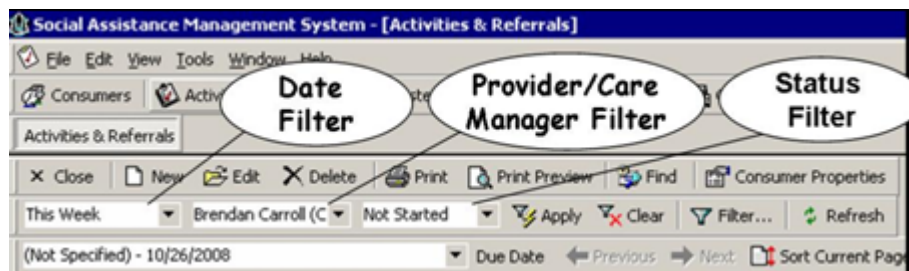 Social Assistance Management System - [Activities & Referrals]
File Edit View Tools Window Help
Consumers Activ
Date Filter
Provider/Care Manager Filter
Status Filter
Activities & Referrals
Close New Edit Delete Print Print Preview Find Consumer Properties
This Week Brendan Carroll (C Not Started Apply Clear Filter... Refresh
(Not Specified) - 10/26/2008 Due Date Previous Next Sort Current Page